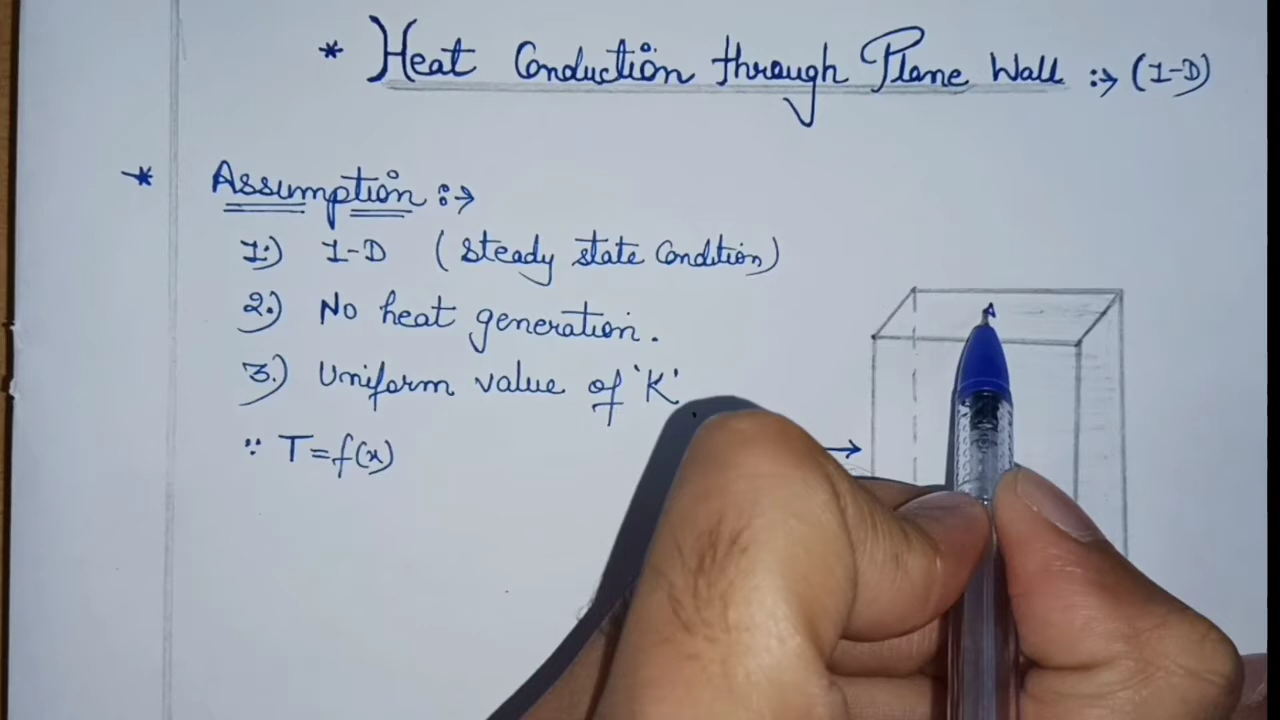 * Heat Conduction through Plane Wall :→ (1-D)
* Assumption :→
1.) 1-D (Steady state Condition)
2.) No heat generation.
3.) Uniform value of 'K'
∵ T=f(x)
A